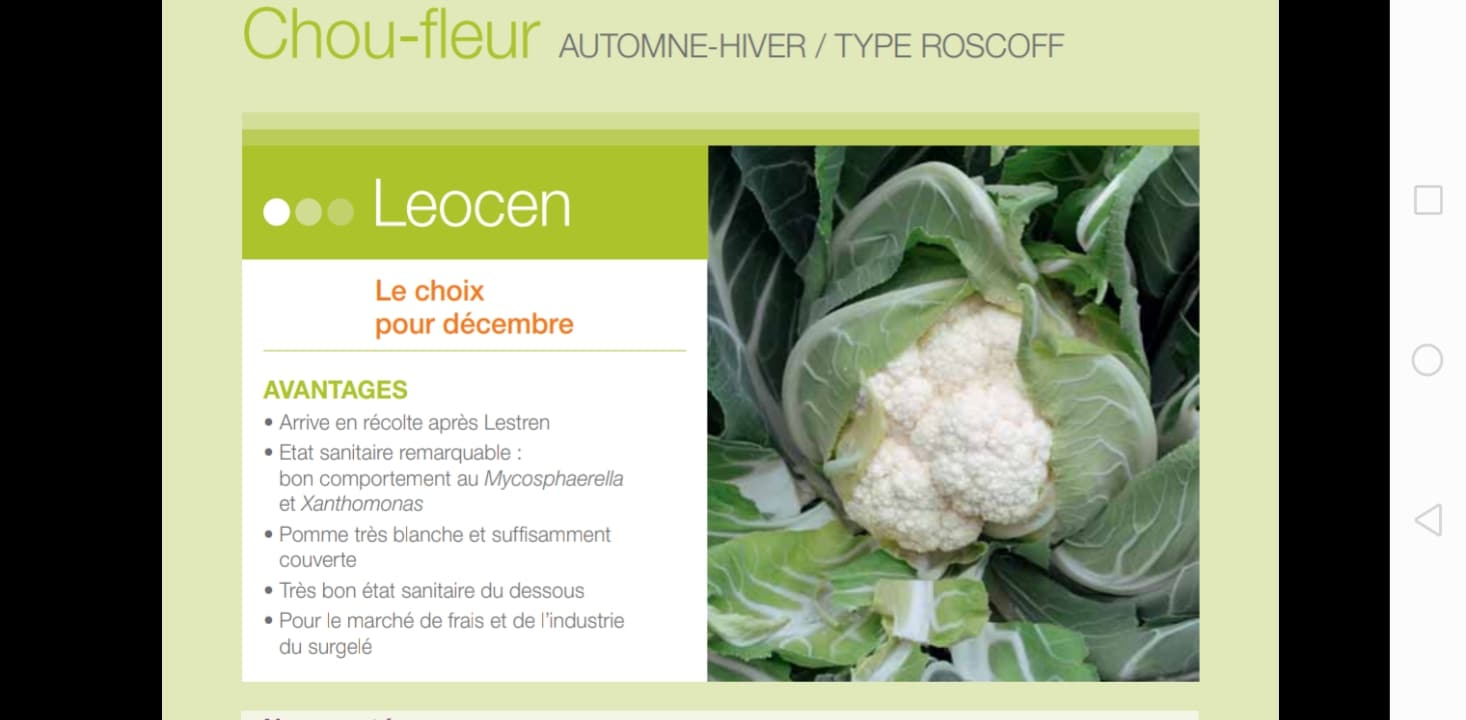 Chou-fleur AUTOMNE-HIVER / TYPE ROSCOFF
Leocen
Le choix
pour décembre
AVANTAGES
• Arrive en récolte après Lestren
• Etat sanitaire remarquable :
bon comportement au Mycosphaerella
et Xanthomonas
• Pomme très blanche et suffisamment
couverte
• Très bon état sanitaire du dessous
• Pour le marché de frais et de l'industrie
du surgelé